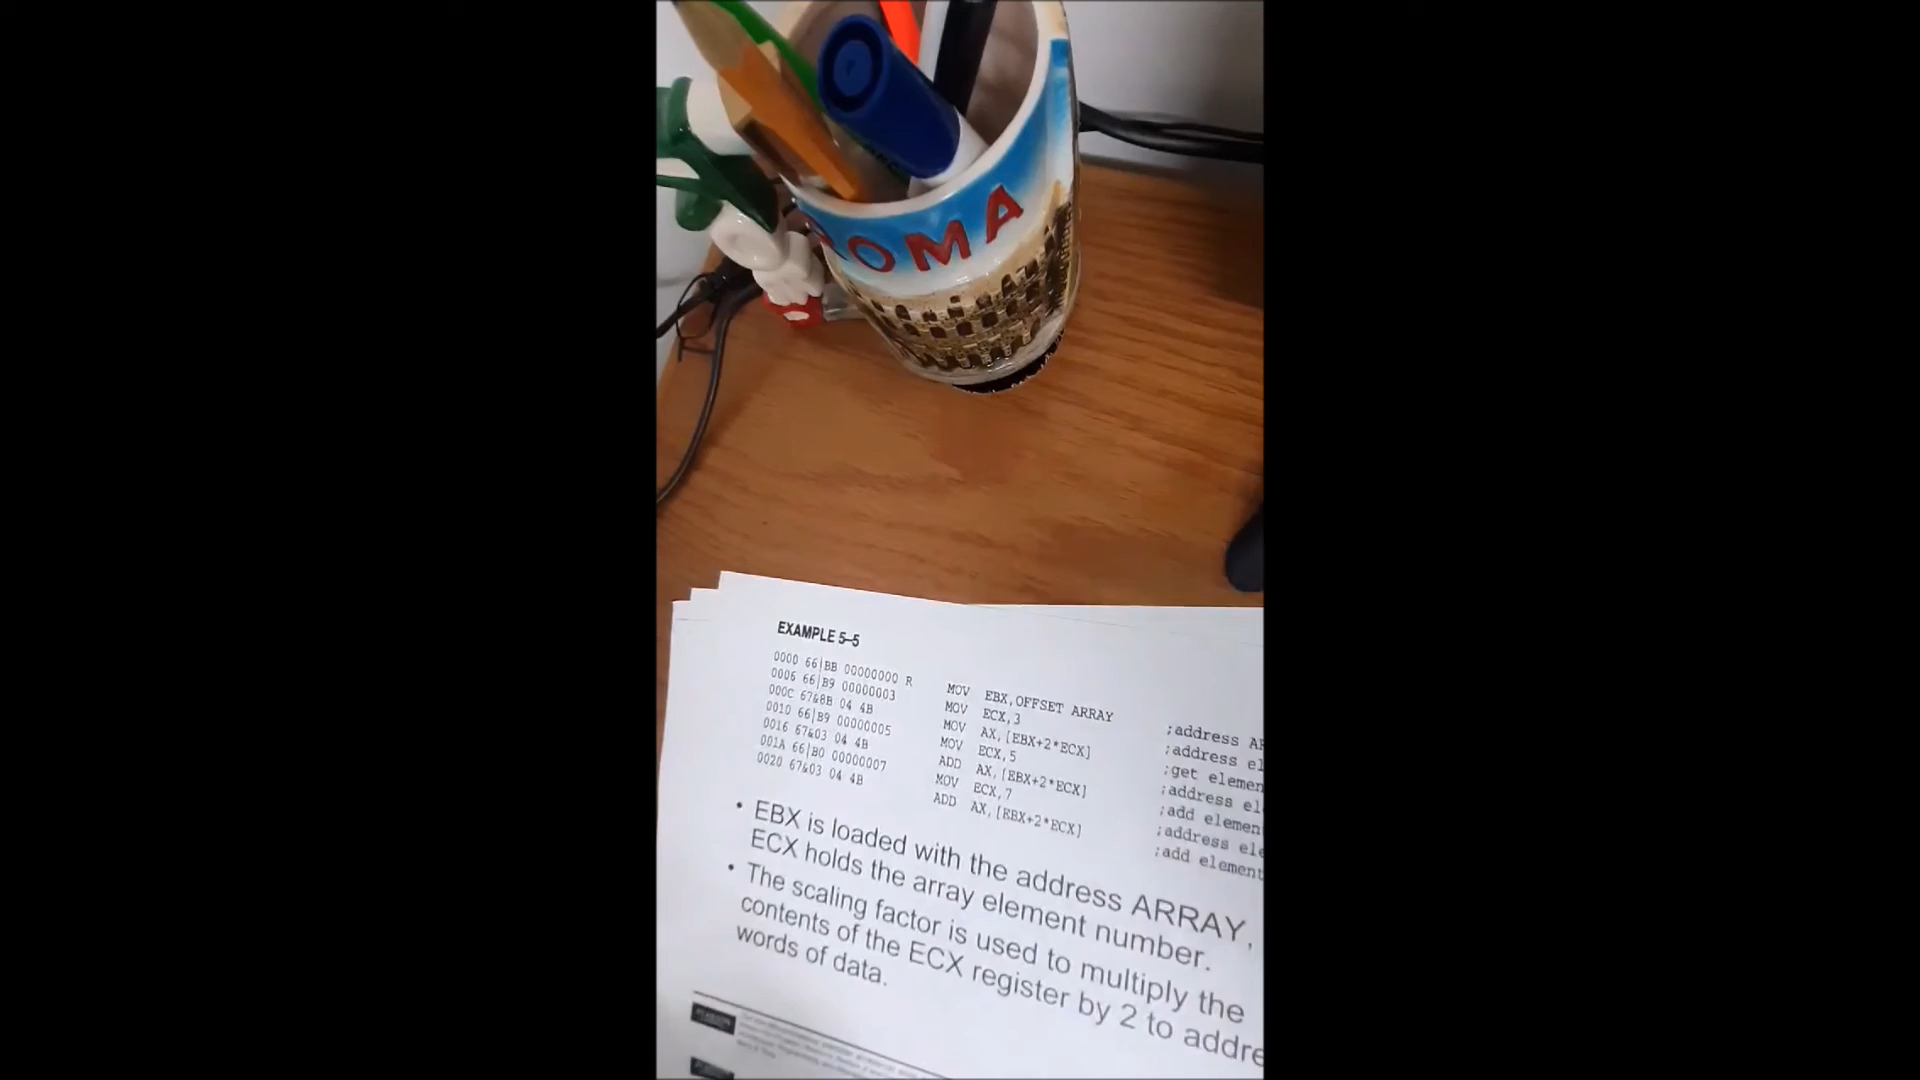 ROMA
EXAMPLE 5–5
0000 66|BB 00000000 R MOV EBX,OFFSET ARRAY ;address
0006 66|B9 00000003 MOV ECX,3 ;address
000C 67&8B 04 4B MOV AX,[EBX+2*ECX] ;get
0010 66|B9 00000005 MOV ECX,5 ;address
0016 67&03 04 4B ADD AX,[EBX+2*ECX] ;add
001A 66|B0 00000007 MOV ECX,7 ;address
0020 67&03 04 4B ADD AX,[EBX+2*ECX] ;add element
• EBX is loaded with the address ARRAY,
ECX holds the array element number.
• The scaling factor is used to multiply the
contents of the ECX register by 2 to addre
words of data.